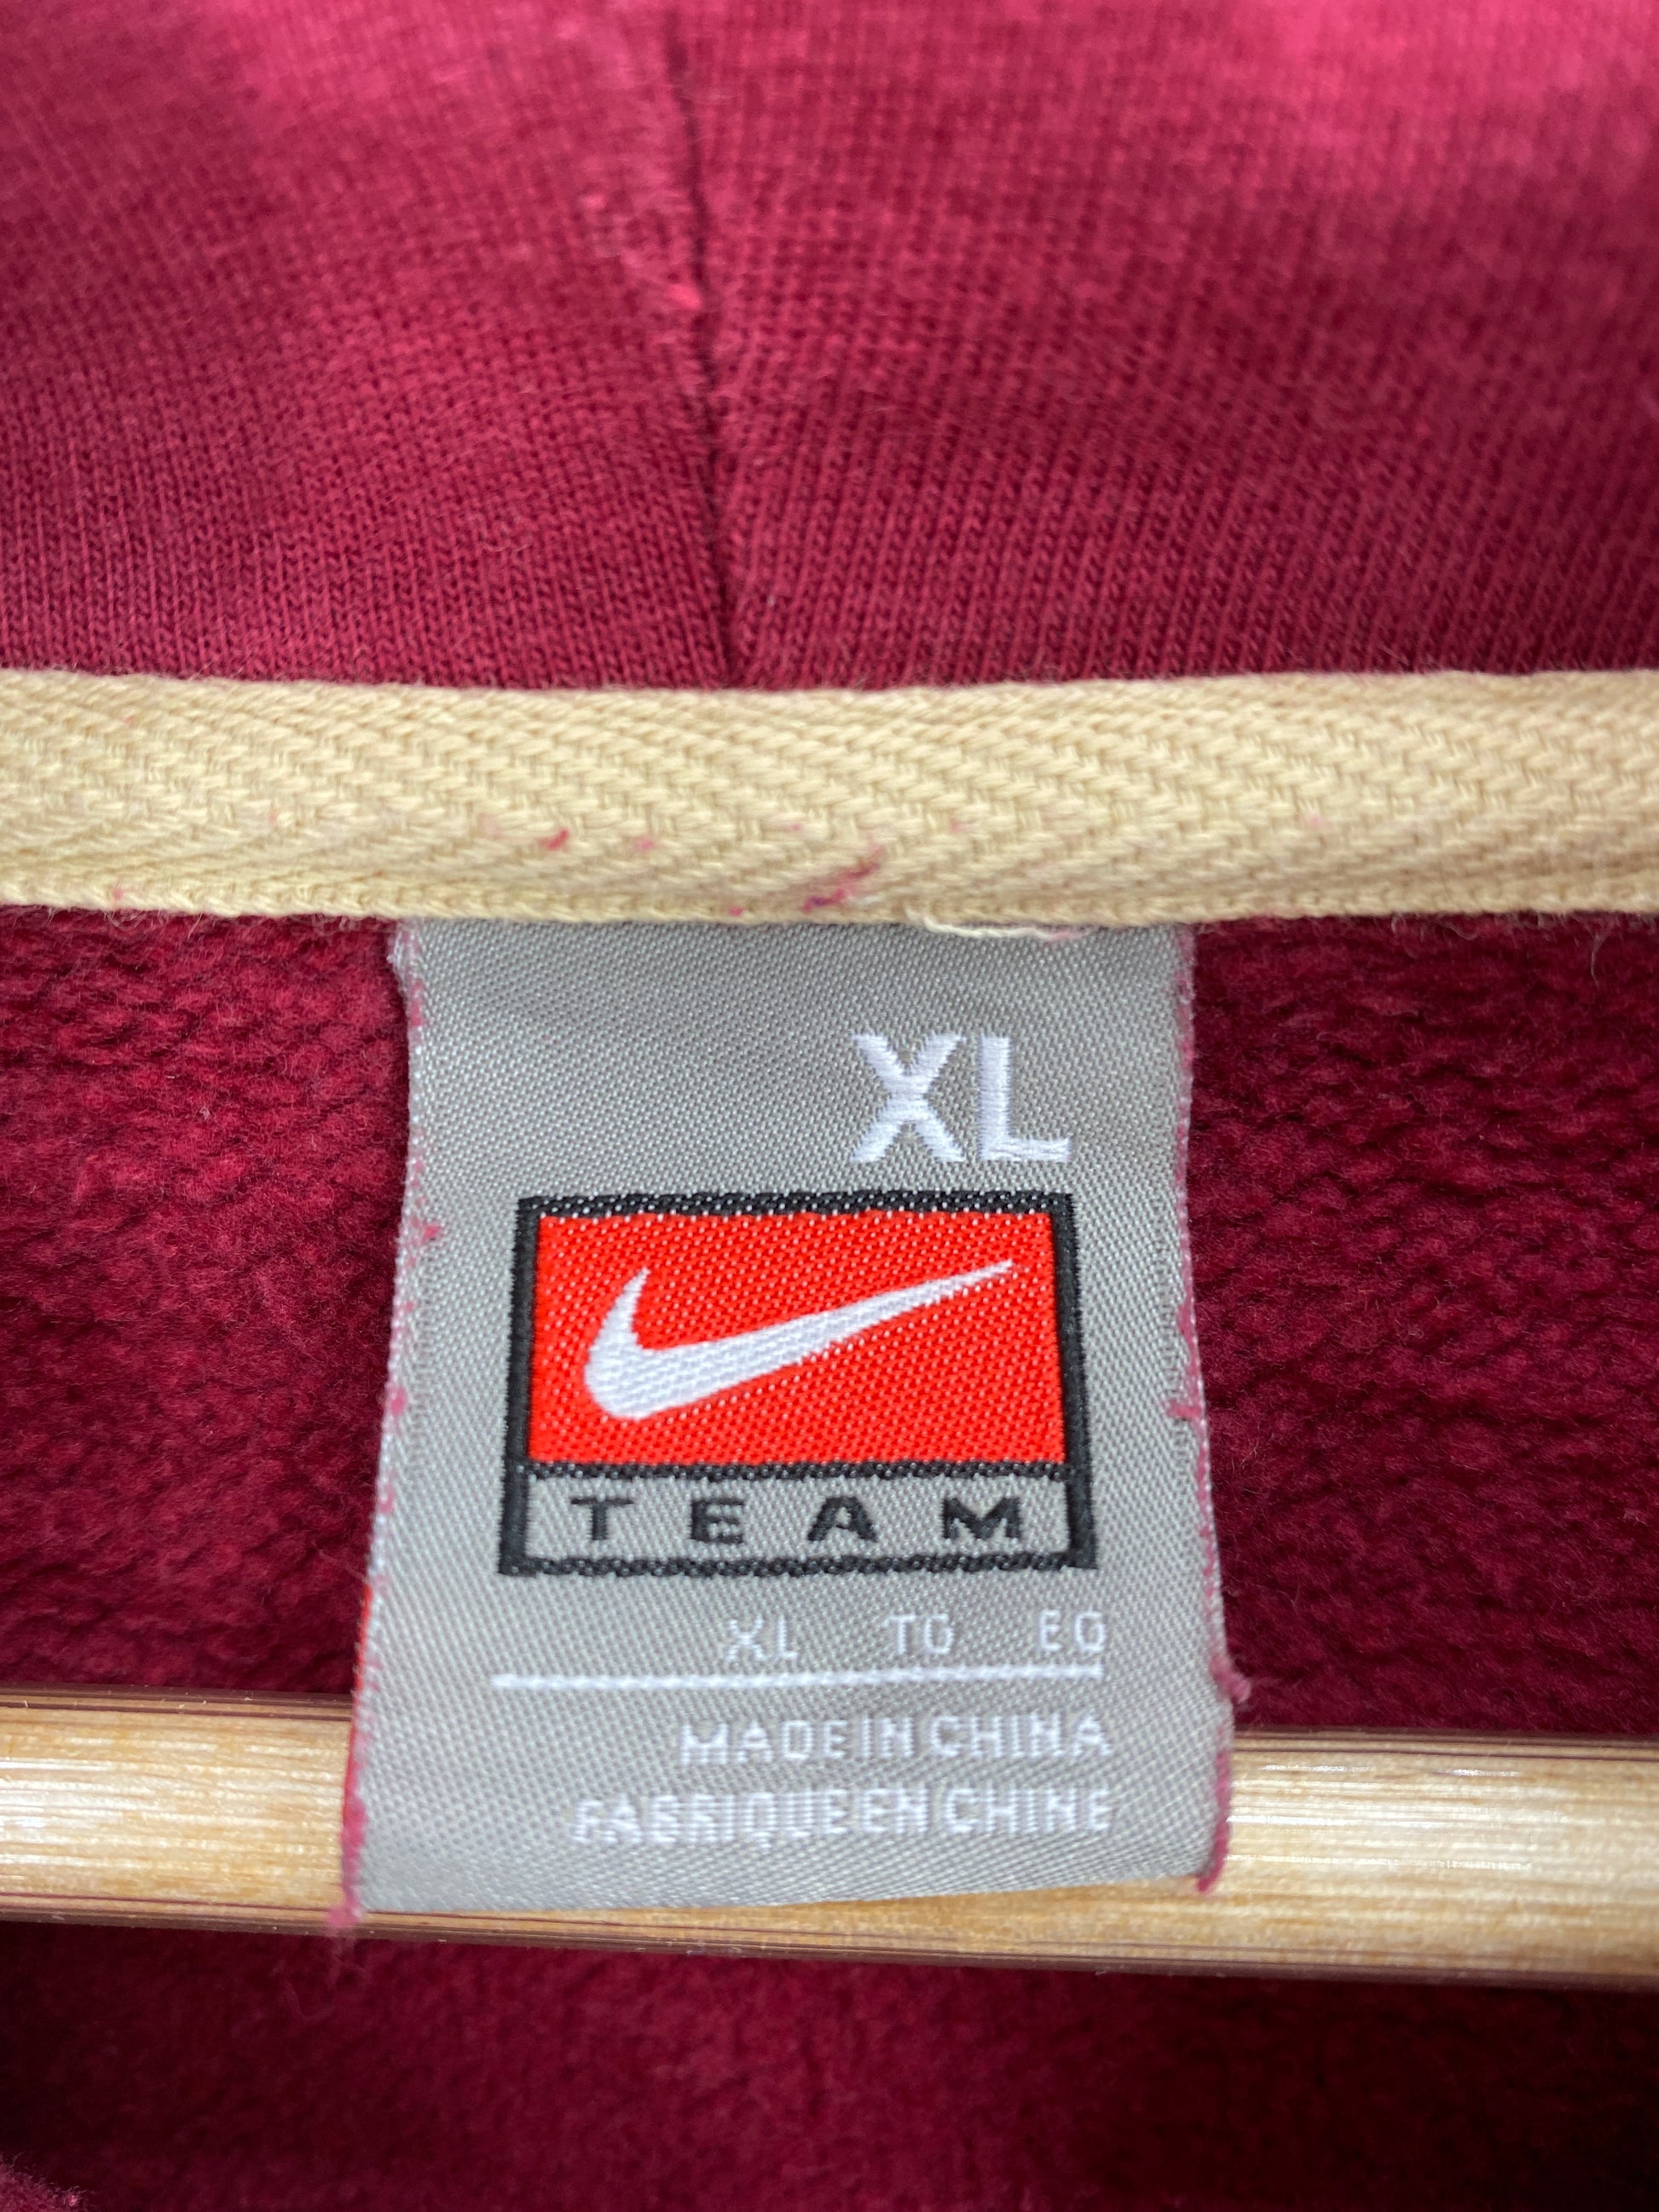 XL
TEAM
XL TG EG
MADE IN CHINA
FABRIQUE EN CHINE